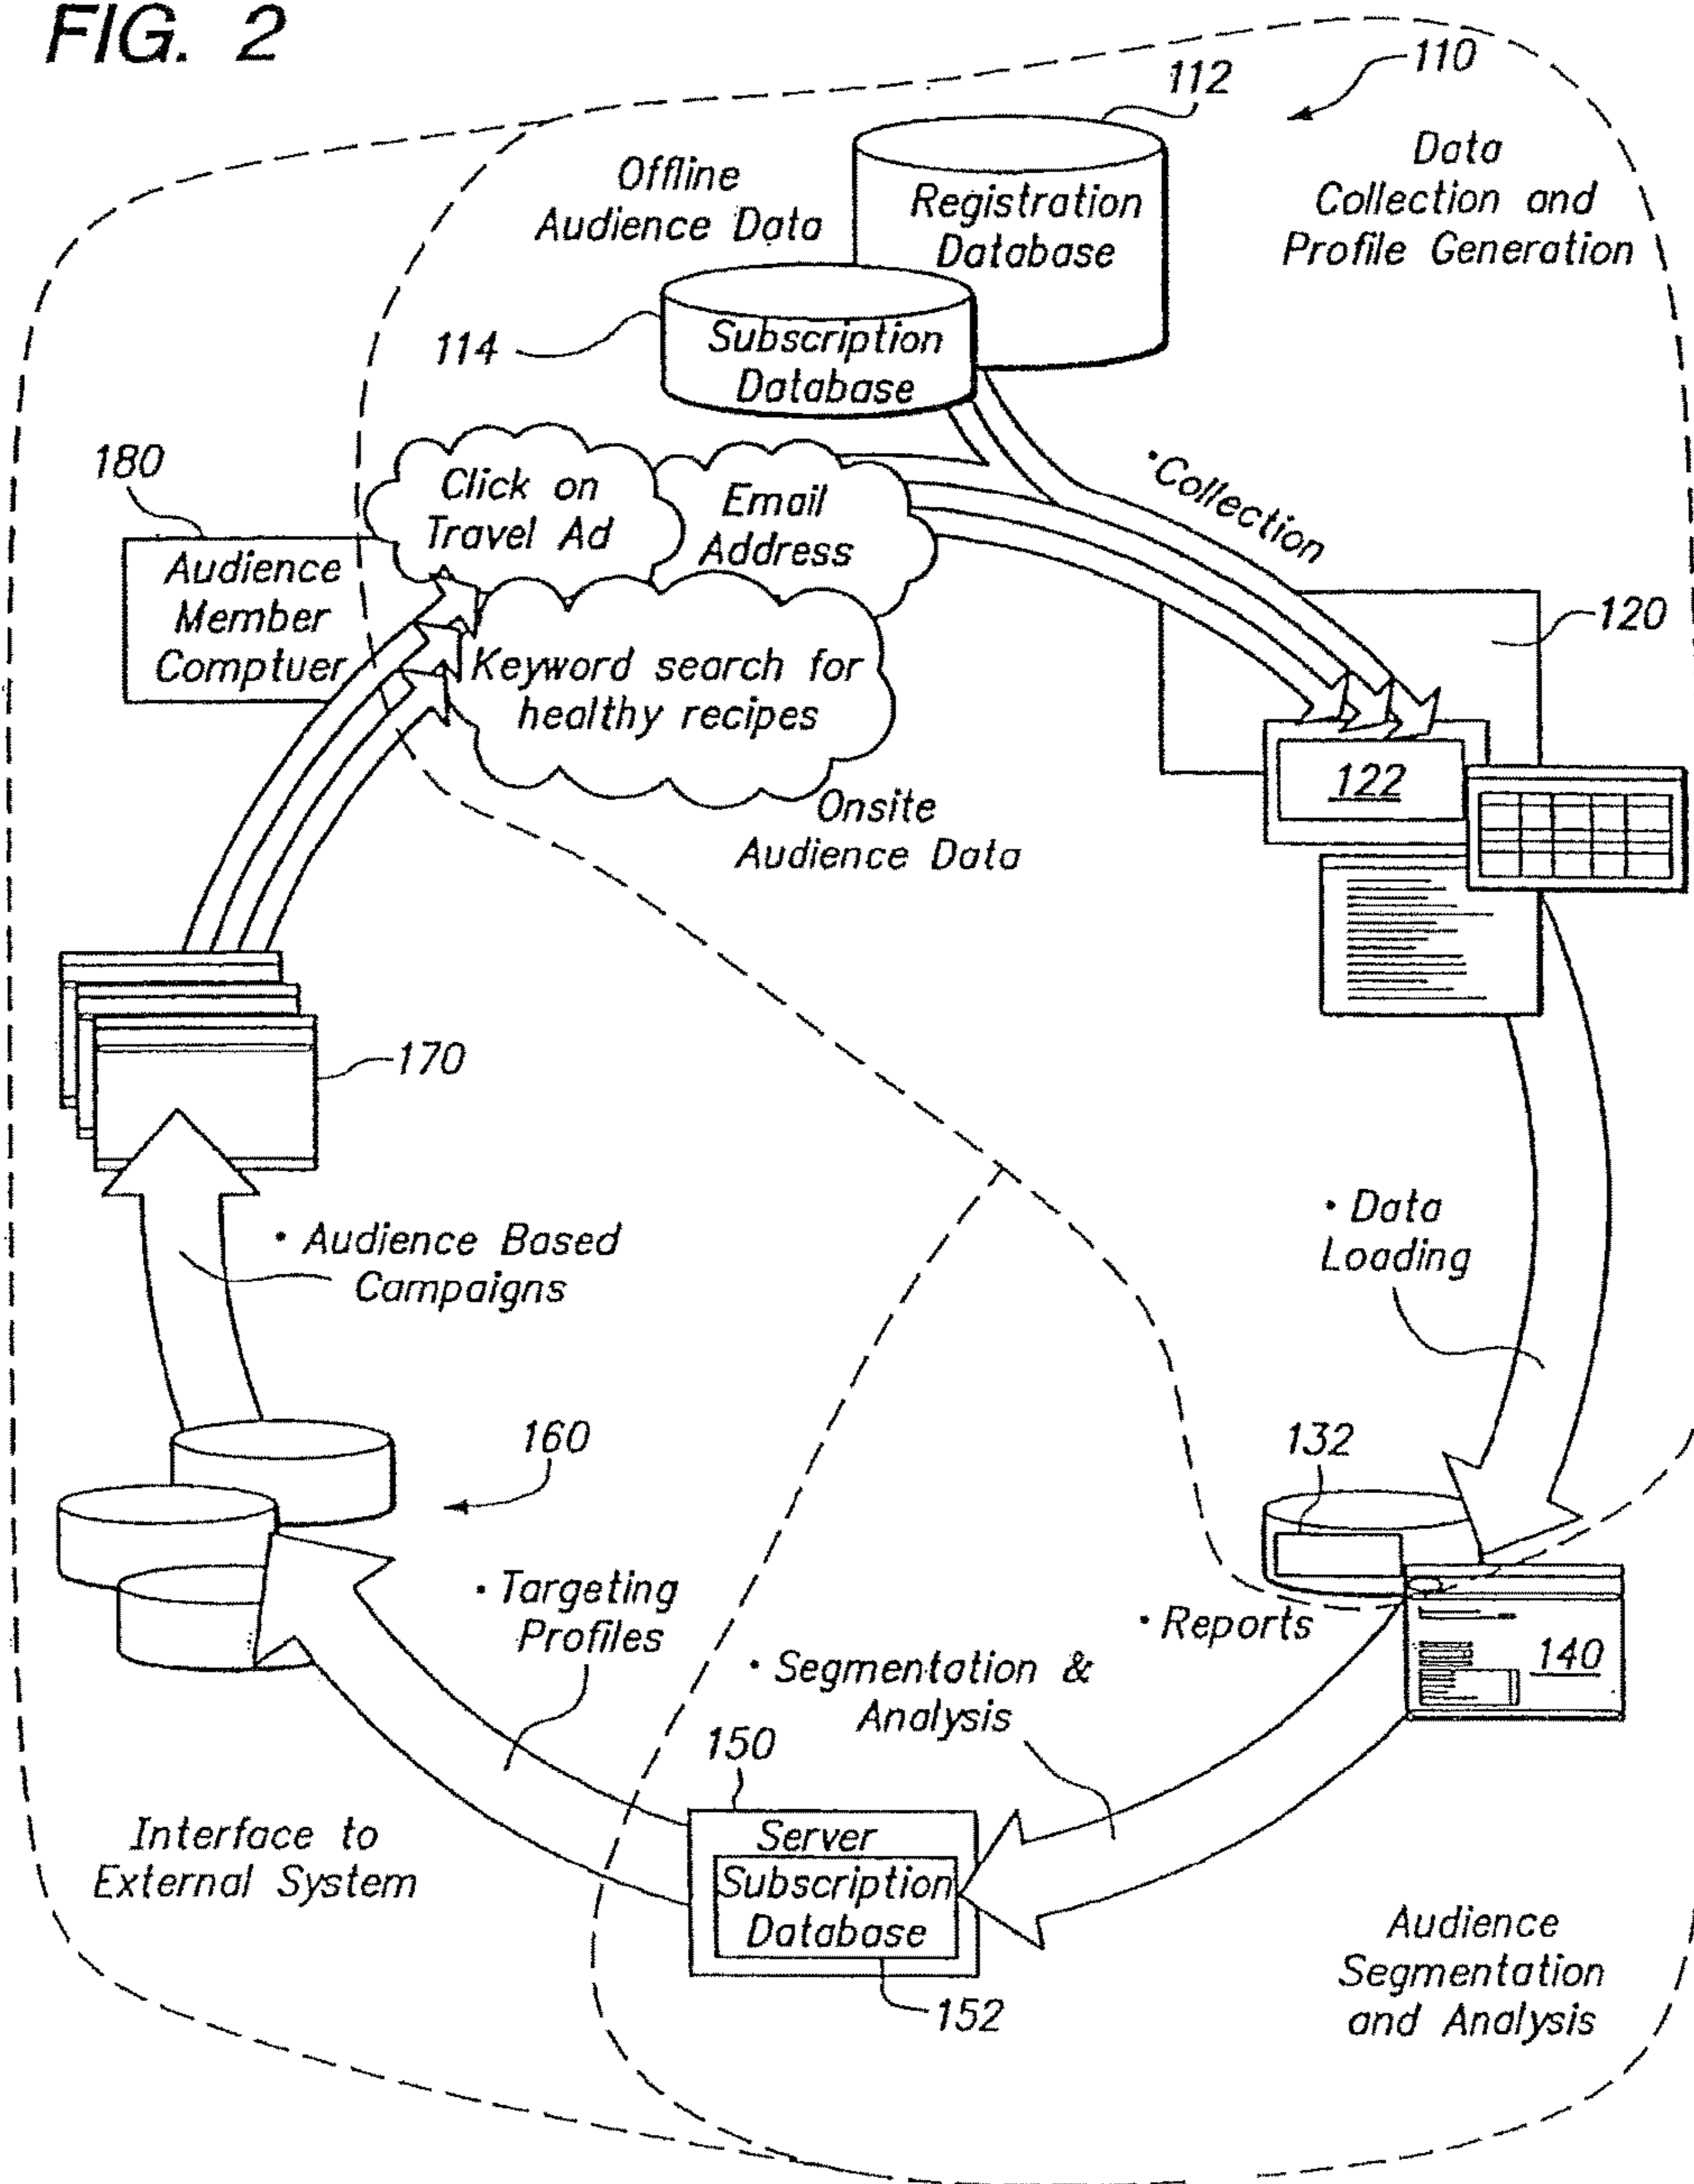 FIG. 2
110
112
Offline
Audience Data
Registration
Database
Data
Collection and
Profile Generation
114
Subscription
Database
180
Click on
Travel Ad
Email
Address
• Collection
Audience
Member
Comptuer
120
Keyword search for
healthy recipes
122
Onsite
Audience Data
170
• Audience Based
Campaigns
• Data
Loading
160
132
• Targeting
Profiles
• Reports
140
• Segmentation &
Analysis
150
Server
Subscription
Database
152
Interface to
External System
Audience
Segmentation
and Analysis